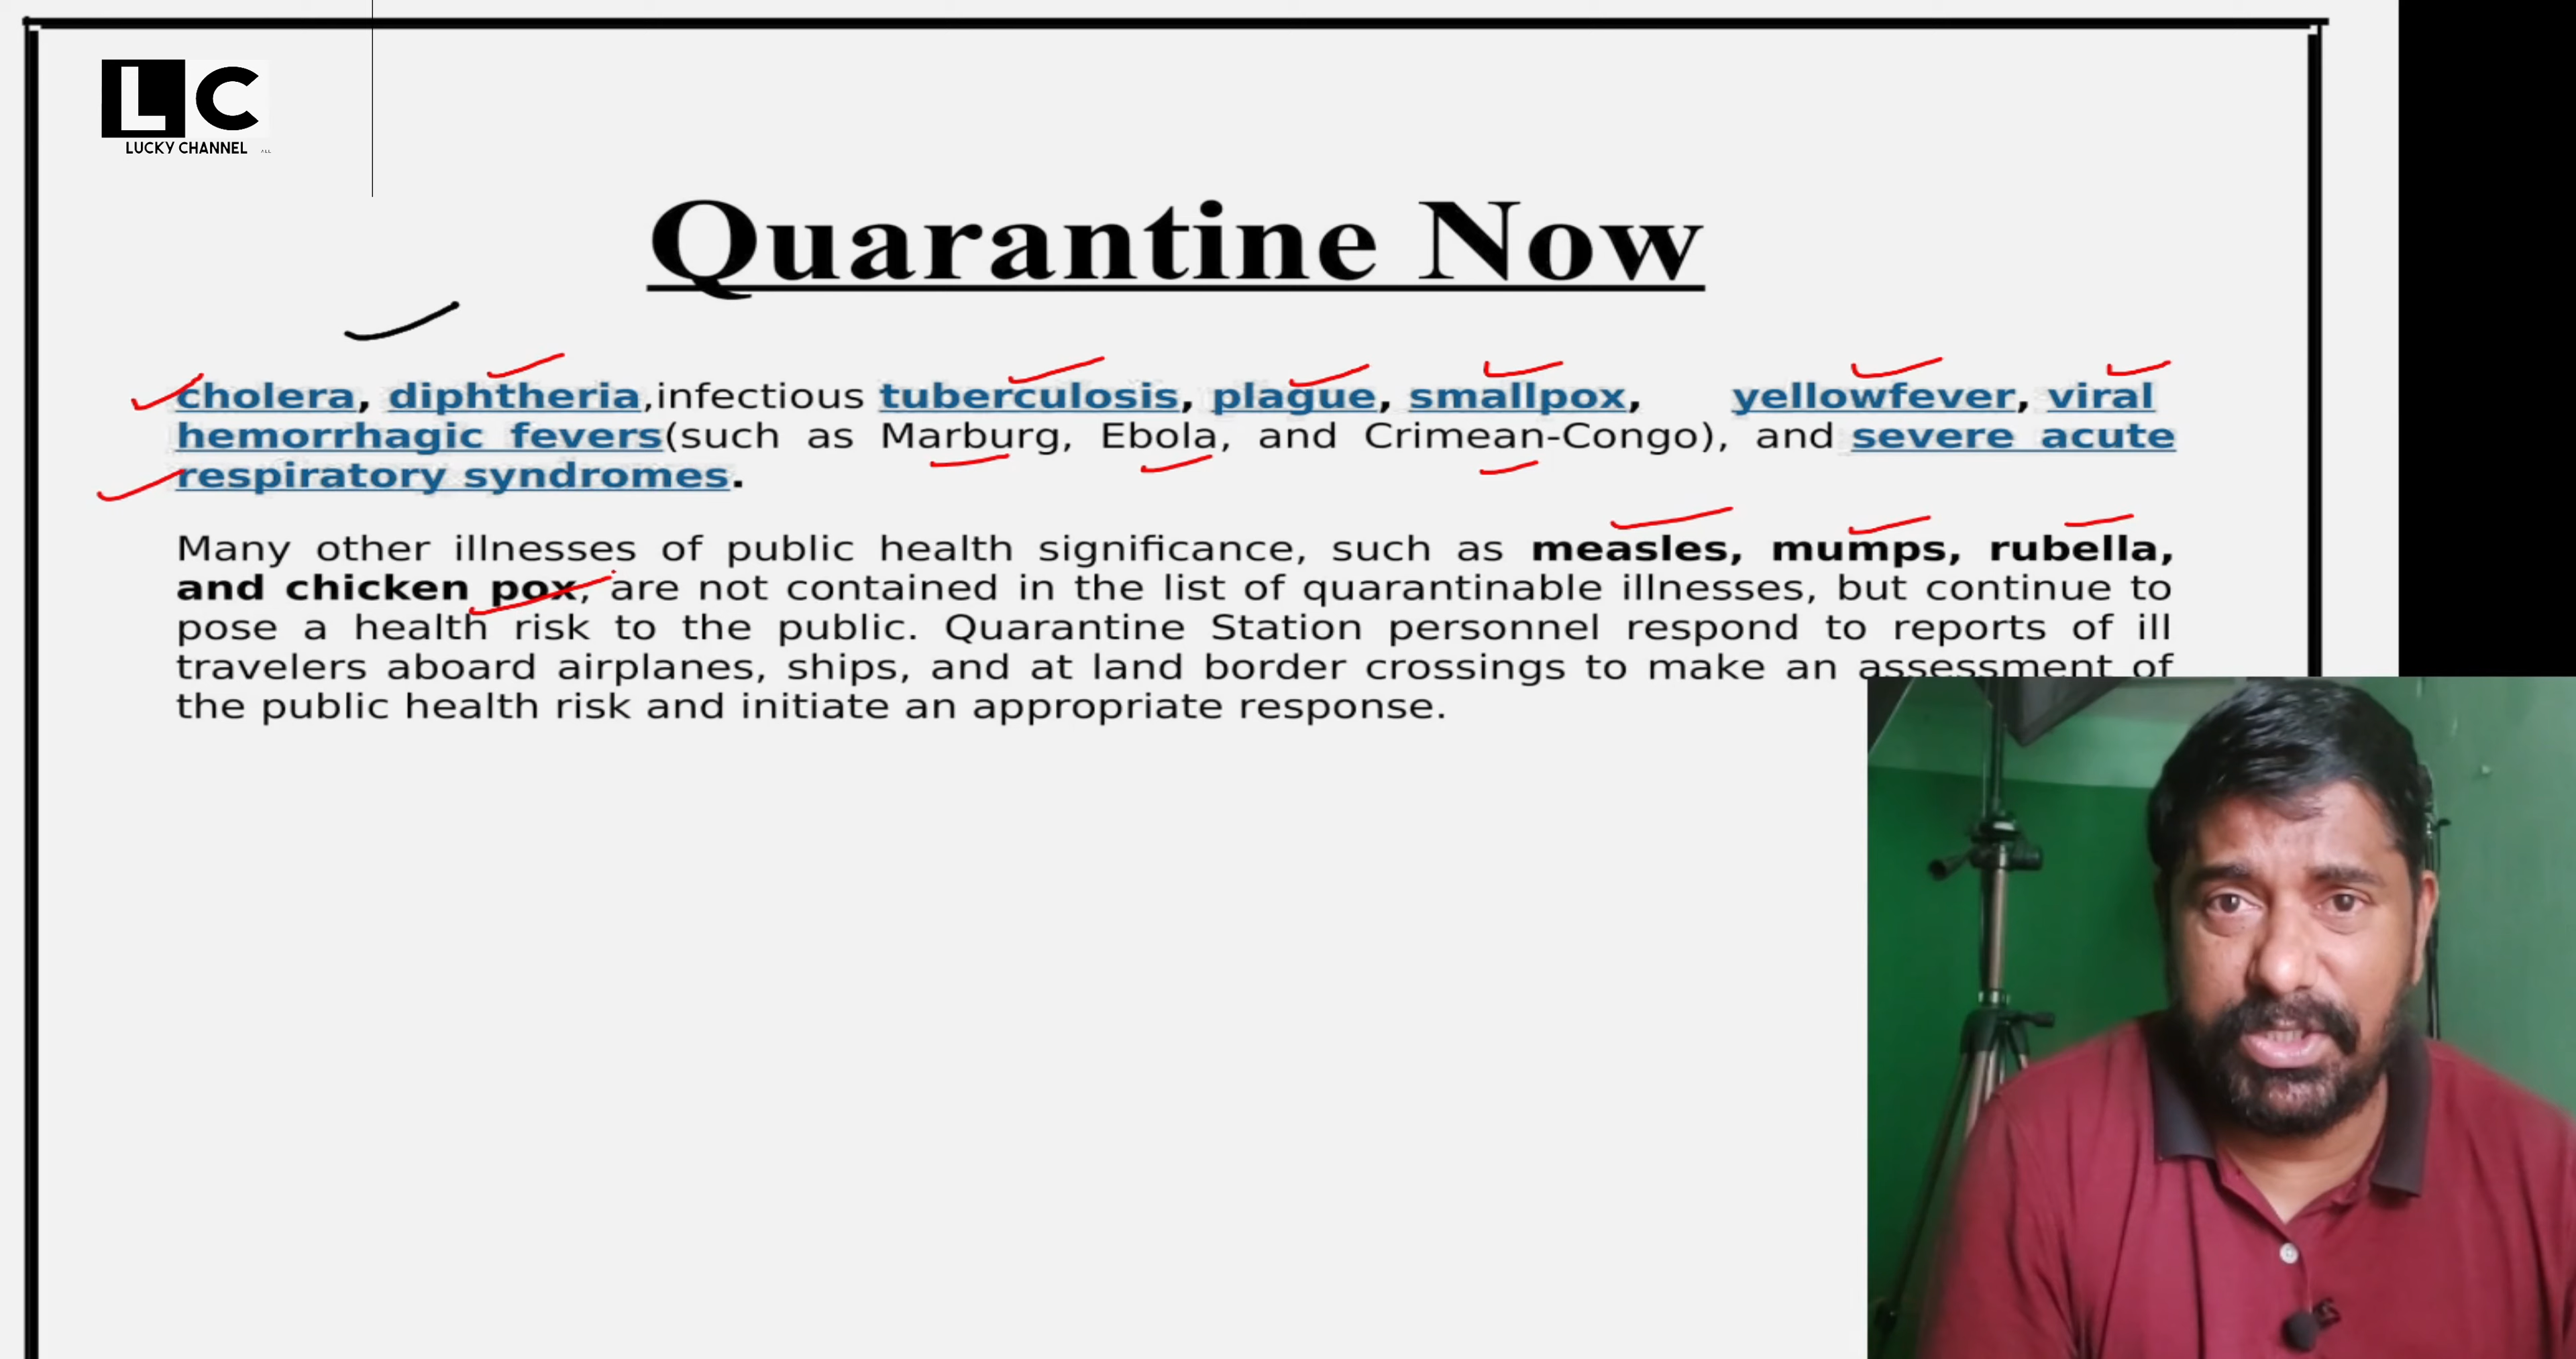 LC
LUCKY CHANNEL
Quarantine Now
cholera, diphtheria,infectious tuberculosis, plague, smallpox, yellowfever, viral
hemorrhagic fevers(such as Marburg, Ebola, and Crimean-Congo), and severe acute
respiratory syndromes.
Many other illnesses of public health significance, such as measles, mumps, rubella,
and chicken pox, are not contained in the list of quarantinable illnesses, but continue to
pose a health risk to the public. Quarantine Station personnel respond to reports of ill
travelers aboard airplanes, ships, and at land border crossings to make an assessment of
the public health risk and initiate an appropriate response.